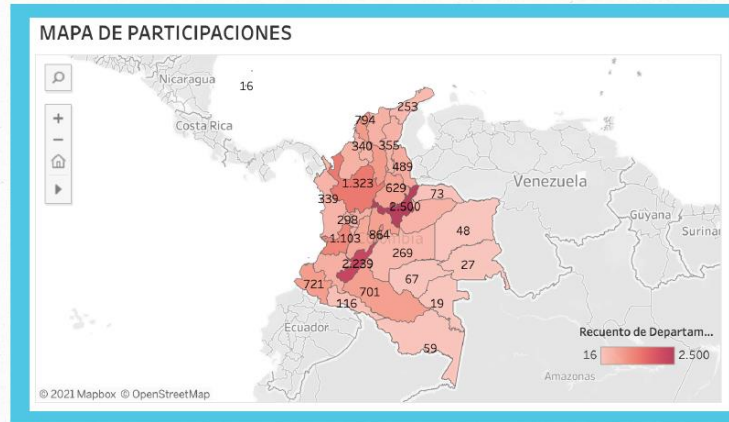 MAPA DE PARTICIPACIONES
Nicaragua
16
Costa Rica
253
794
340
355
489
1.323
629
73
Venezuela
339
2.500
298
1.103
864
48
Guyana
269
2.239
27
67
721
701
116
19
Ecuador
59
Recuento de Departam...
16
2.500
Amazonas
© 2021 Mapbox © OpenStreetMap